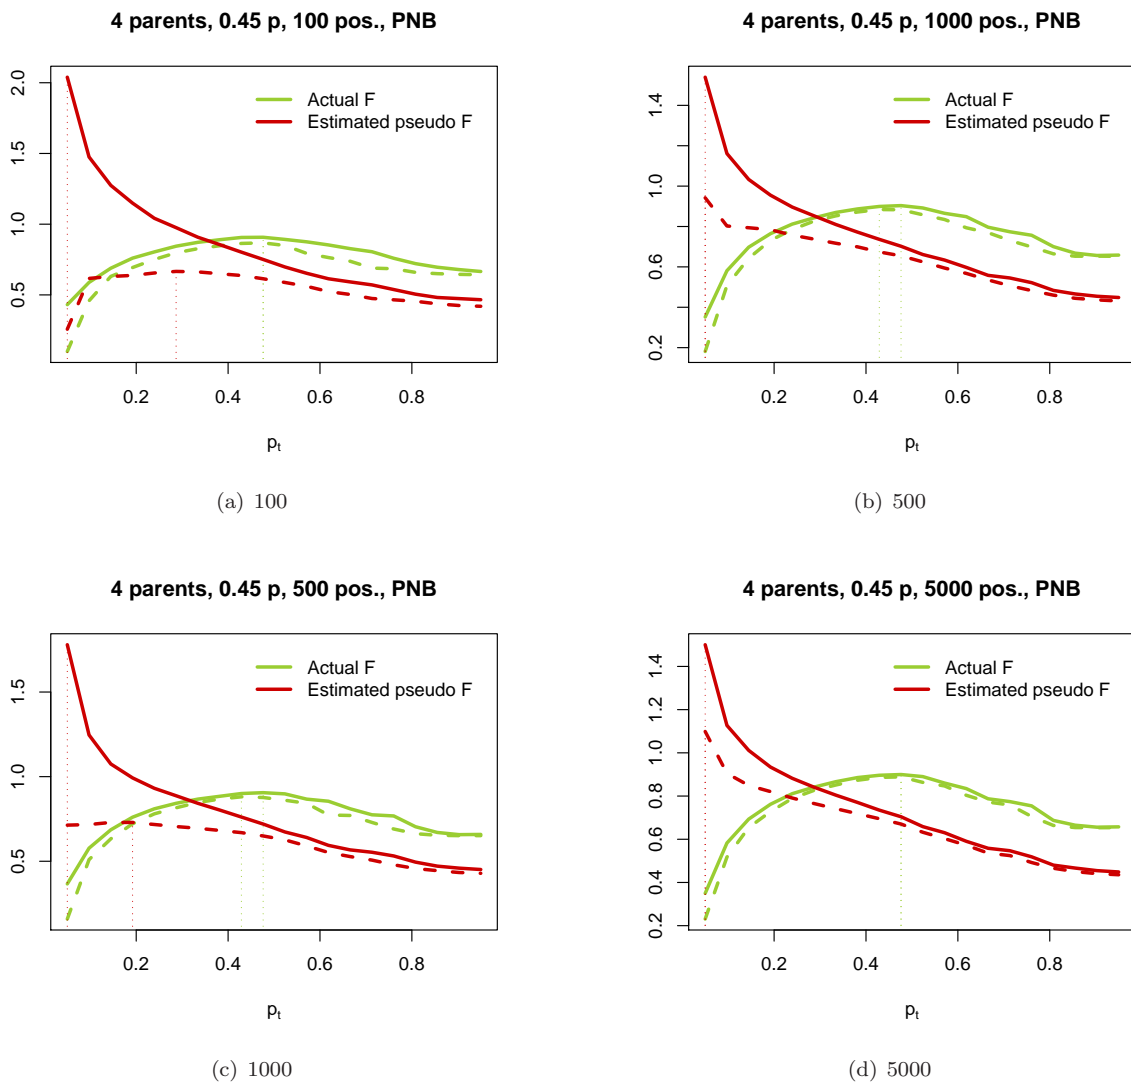 4 parents, 0.45 p, 100 pos., PNB
2.0
1.5
1.0
0.5
Actual F
Estimated pseudo F
0.2 0.4 0.6 0.8
pt
(a) 100
4 parents, 0.45 p, 1000 pos., PNB
1.4
1.0
0.6
0.2
Actual F
Estimated pseudo F
0.2 0.4 0.6 0.8
pt
(b) 500
4 parents, 0.45 p, 500 pos., PNB
1.5
1.0
0.5
Actual F
Estimated pseudo F
0.2 0.4 0.6 0.8
pt
(c) 1000
4 parents, 0.45 p, 5000 pos., PNB
1.4
1.2
1.0
0.8
0.6
0.4
0.2
Actual F
Estimated pseudo F
0.2 0.4 0.6 0.8
pt
(d) 5000